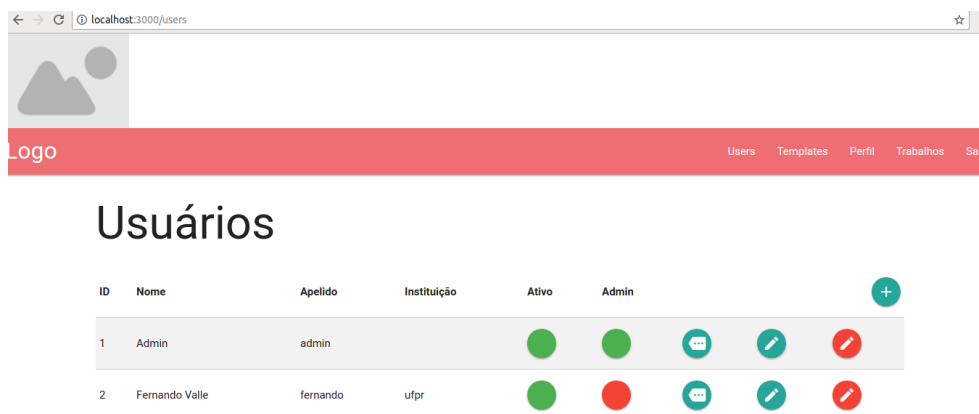 localhost:3000/users
Logo
Users Templates Perfil Trabalhos Sa
Usuários
ID Nome Apelido Instituição Ativo Admin
1 Admin admin
2 Fernando Valle fernando ufpr